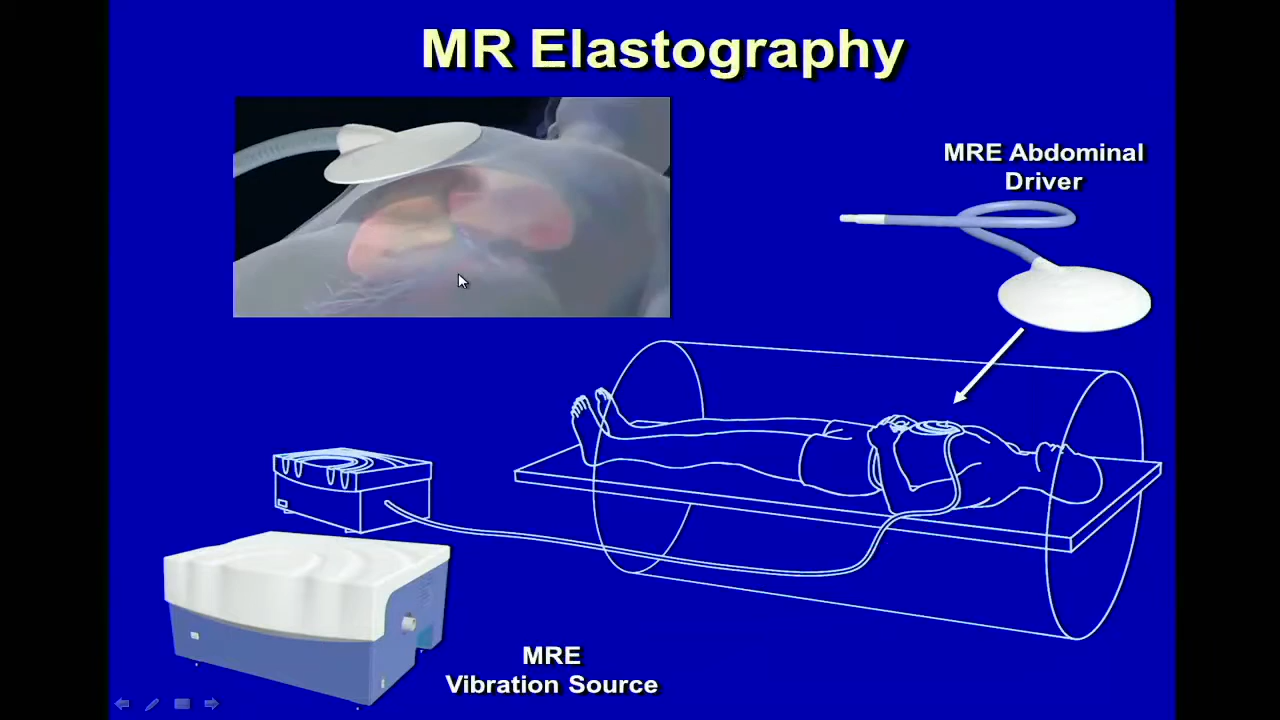 MR Elastography
MRE Abdominal
Driver
MRE
Vibration Source